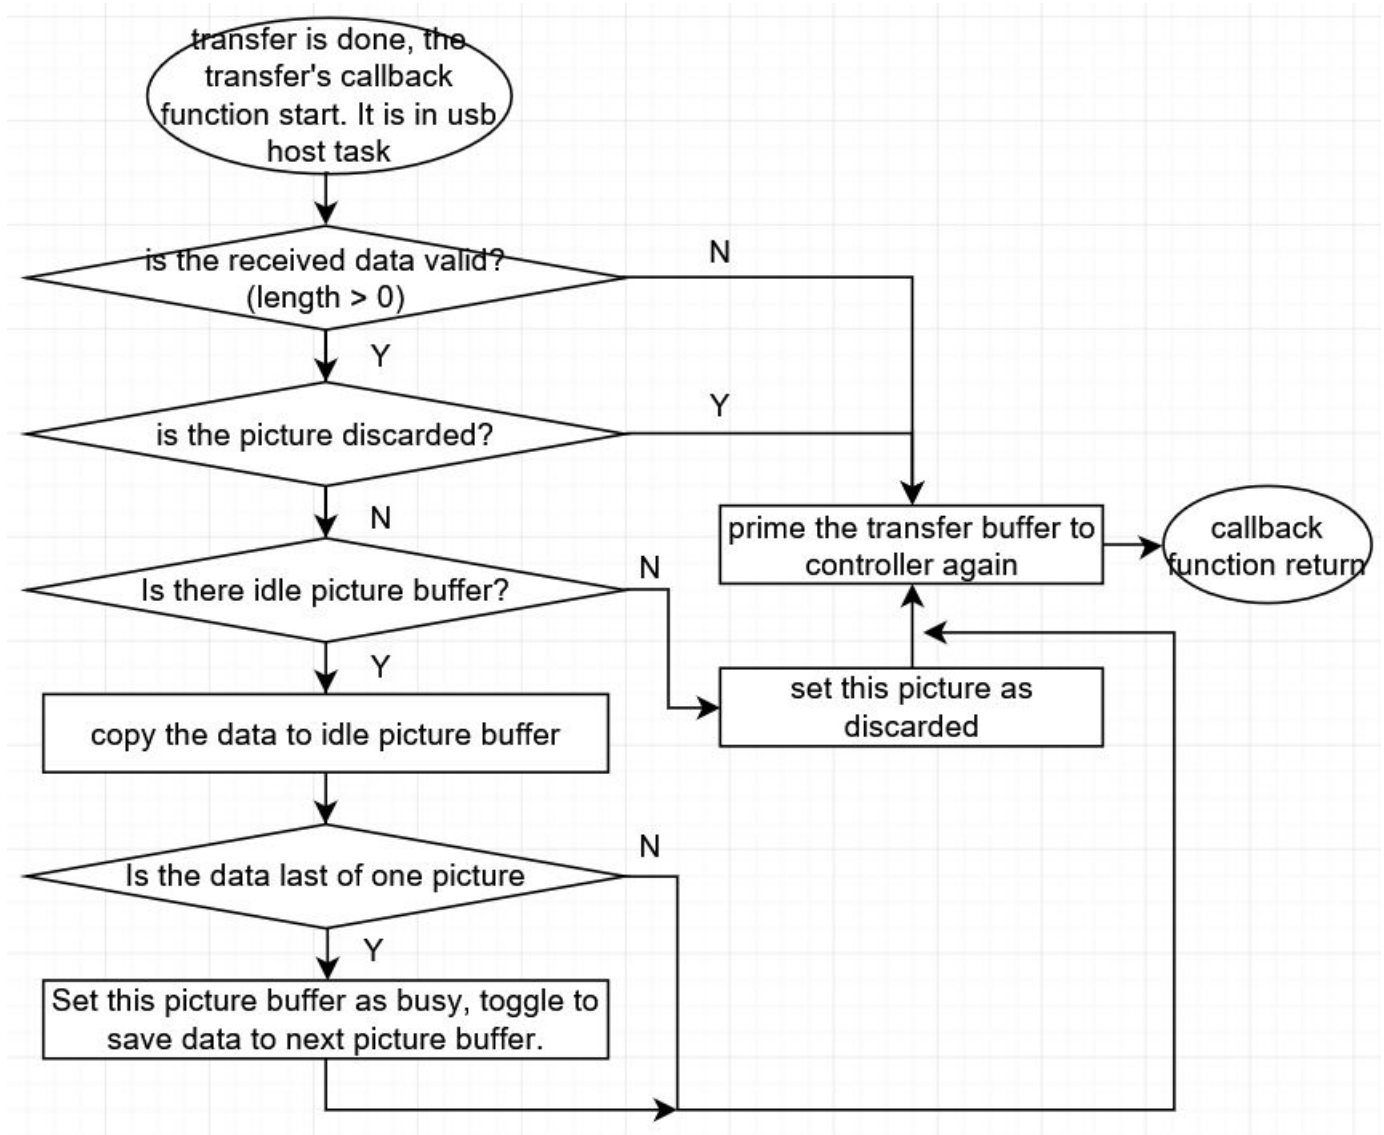 transfer is done, the
transfer's callback
function start. It is in usb
host task
is the received data valid?
(length > 0)
N
Y
is the picture discarded?
Y
N
Is there idle picture buffer?
N
Y
prime the transfer buffer to
controller again
callback
function return
set this picture as
discarded
copy the data to idle picture buffer
Is the data last of one picture
N
Y
Set this picture buffer as busy, toggle to
save data to next picture buffer.